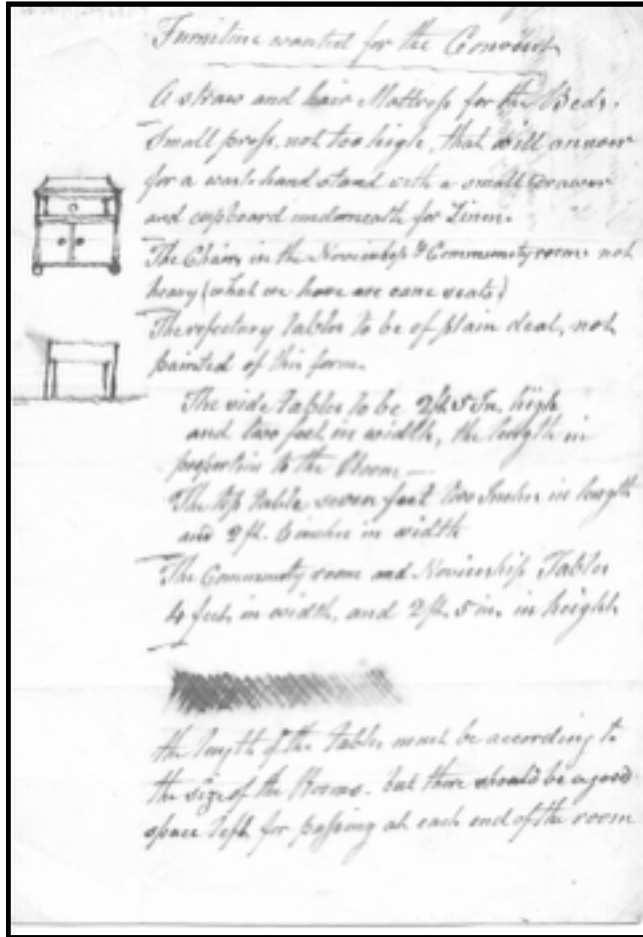 Furniture wanted for the Convent
A straw and hair Mattress for the Beds.
Small press, not too high, that will answer
for a wash hand stand with a small drawer
and cupboard underneath for Linen.
The Chairs in the Noviceship & Community room not
heavy (what we have are cane seats)
The refectory tables to be of plain deal, not
painted of this form.
The side tables to be 2ft 5 In. high
and two feet in width, the length in
proportion to the Room —
The top table seven feet two Inches in length
and 2 ft. 6 inches in width
The Community room and Noviceship Tables
4 feet in width, and 2 ft. 5 in. in height
the length of the tables must be according to
the size of the Rooms. but there should be a good
space left for passing at each end of the room